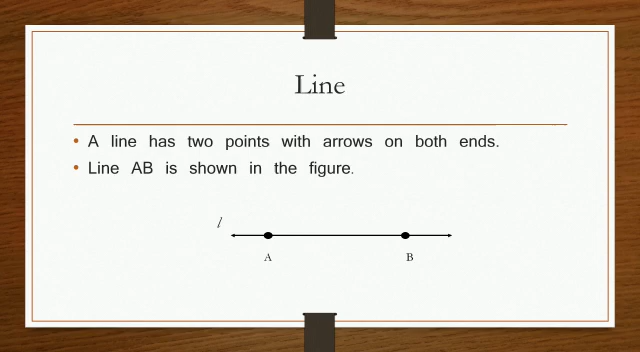 Line
• A line has two points with arrows on both ends.
• Line AB is shown in the figure.
l
A B